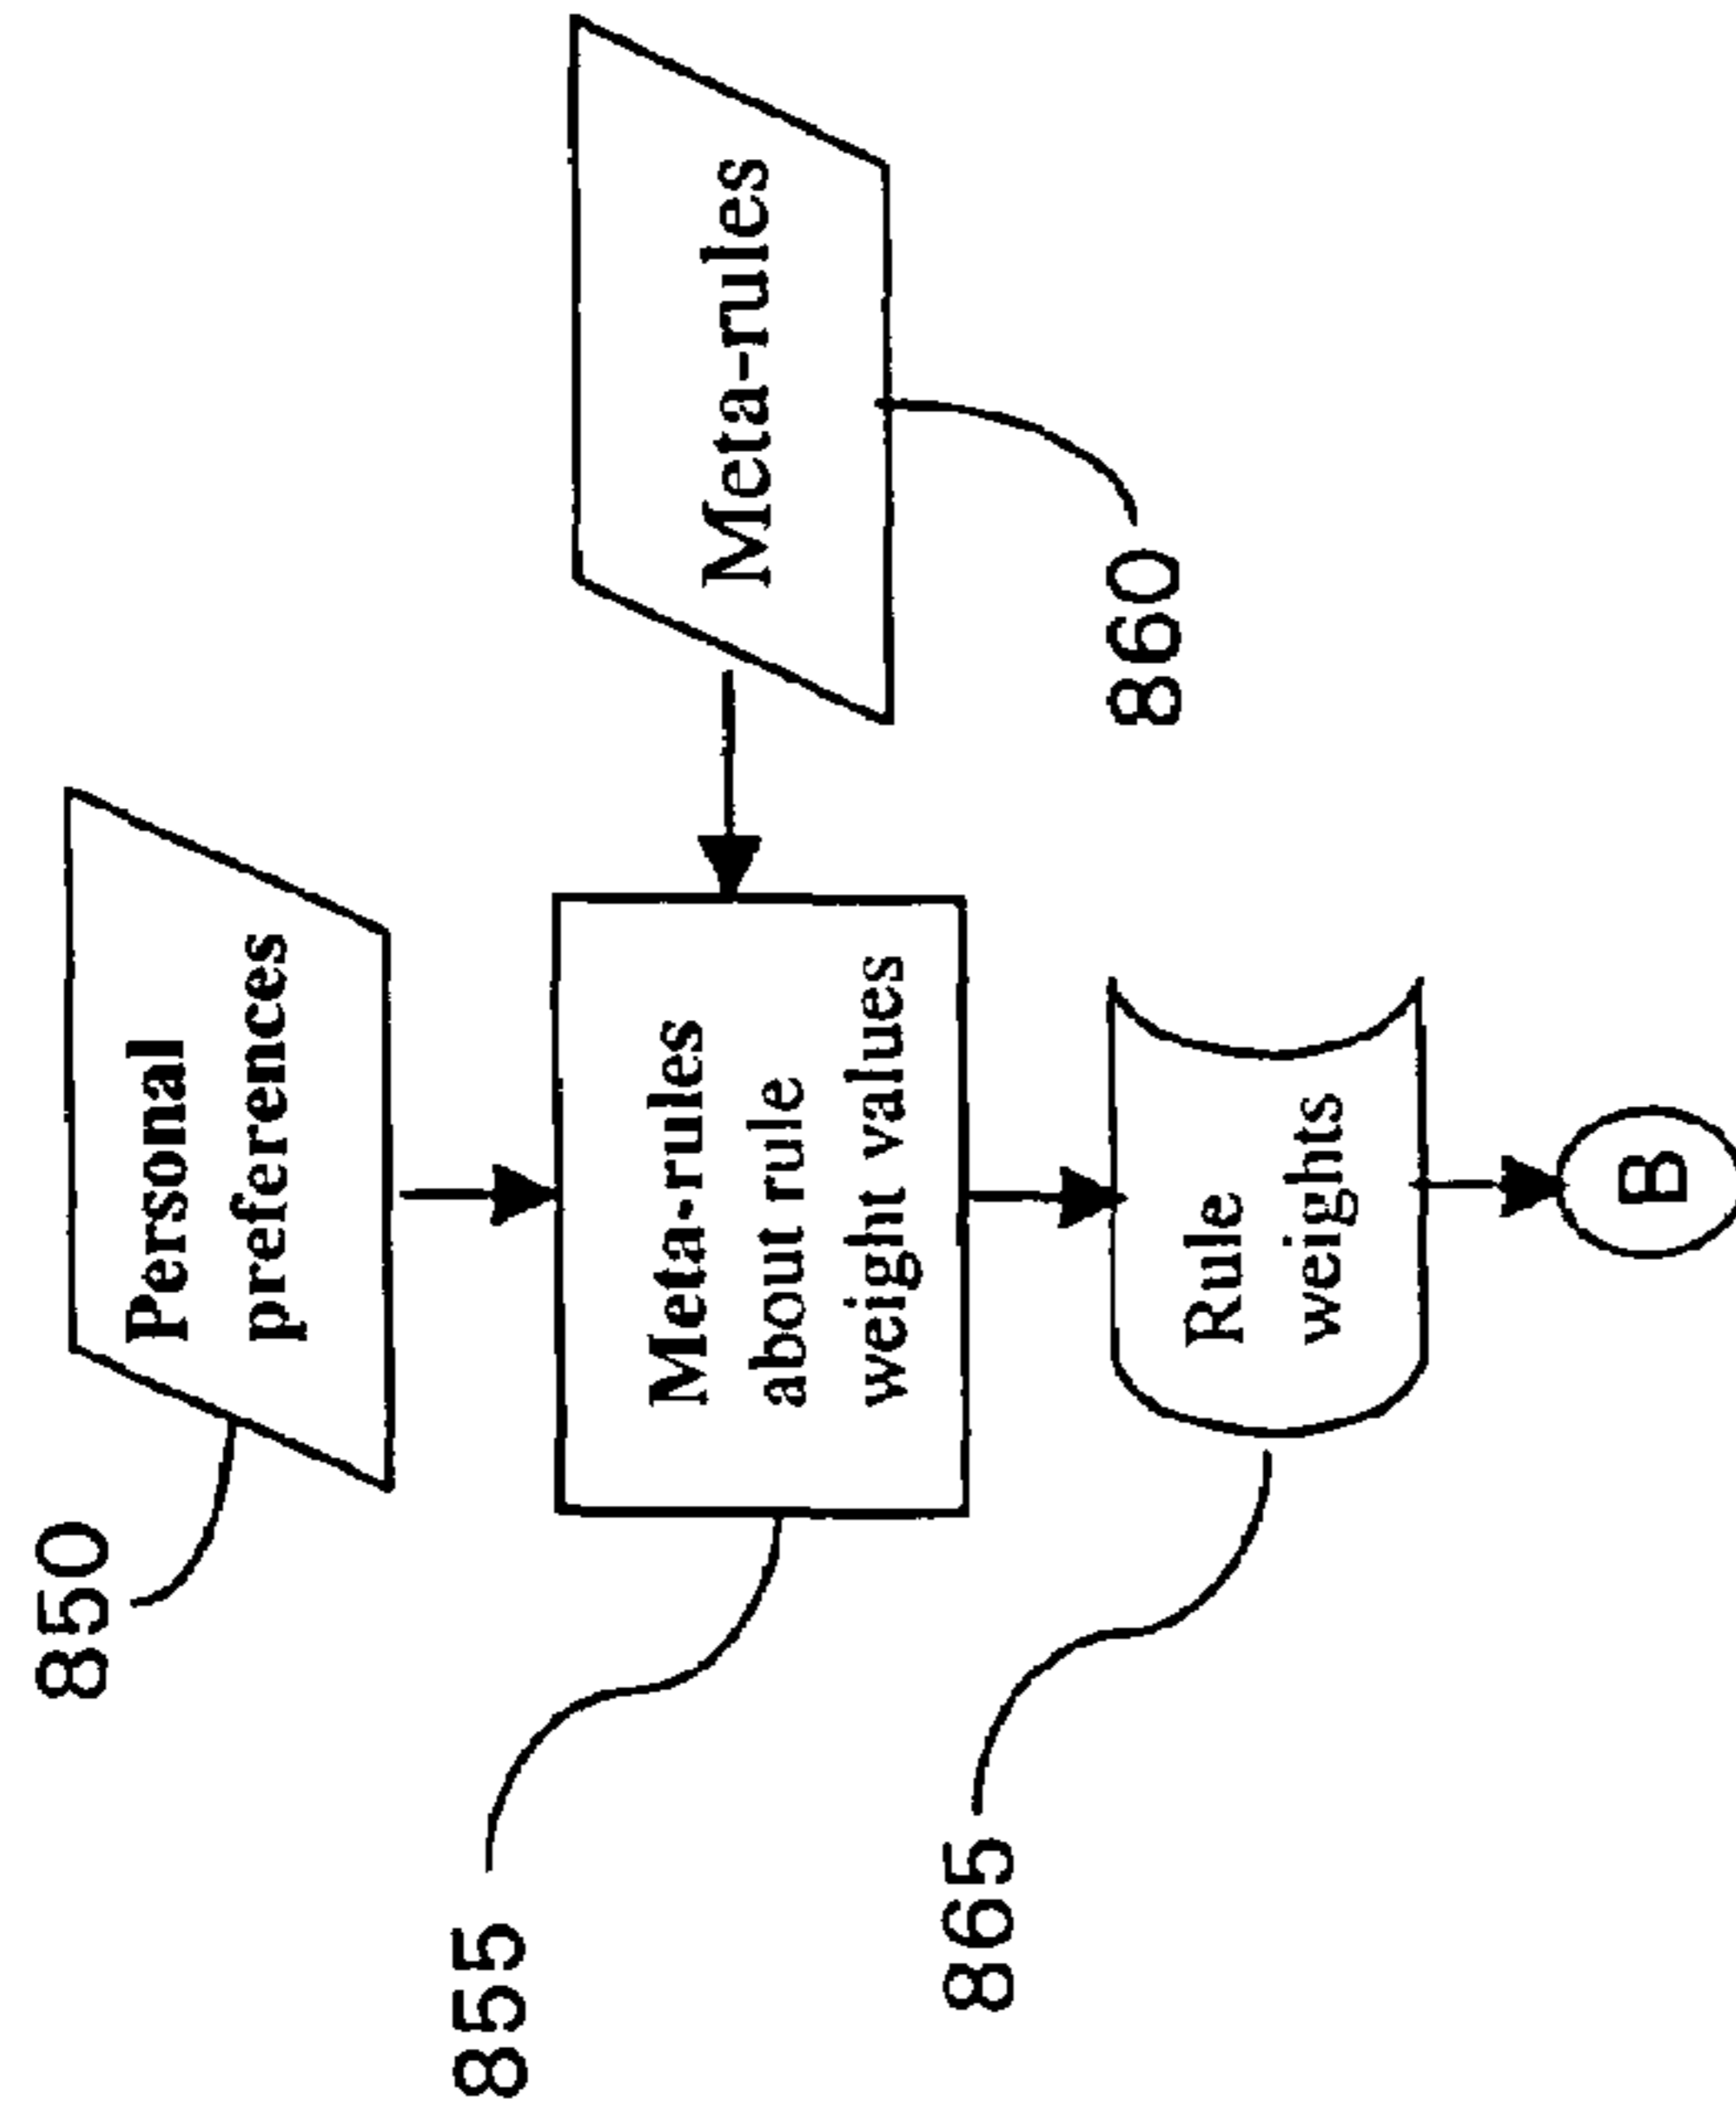 850
Personal
preferences
855
Meta-rules
about rule
weight values
Meta-rules
860
865
Rule
weights
B